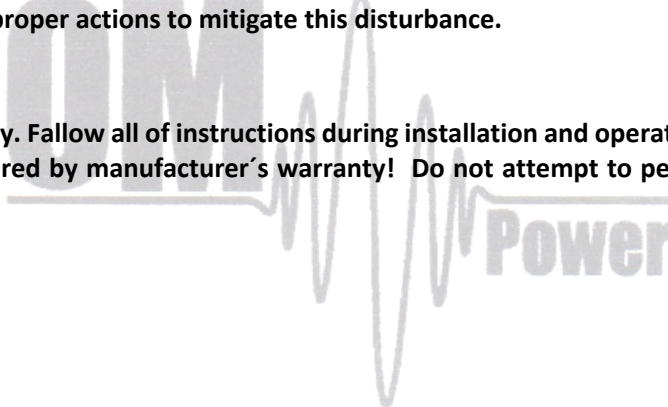 proper actions to mitigate this disturbance.
OM
y. Fallow all of instructions during installation and operat
red by manufacturer´s warranty!  Do not attempt to pe
Power